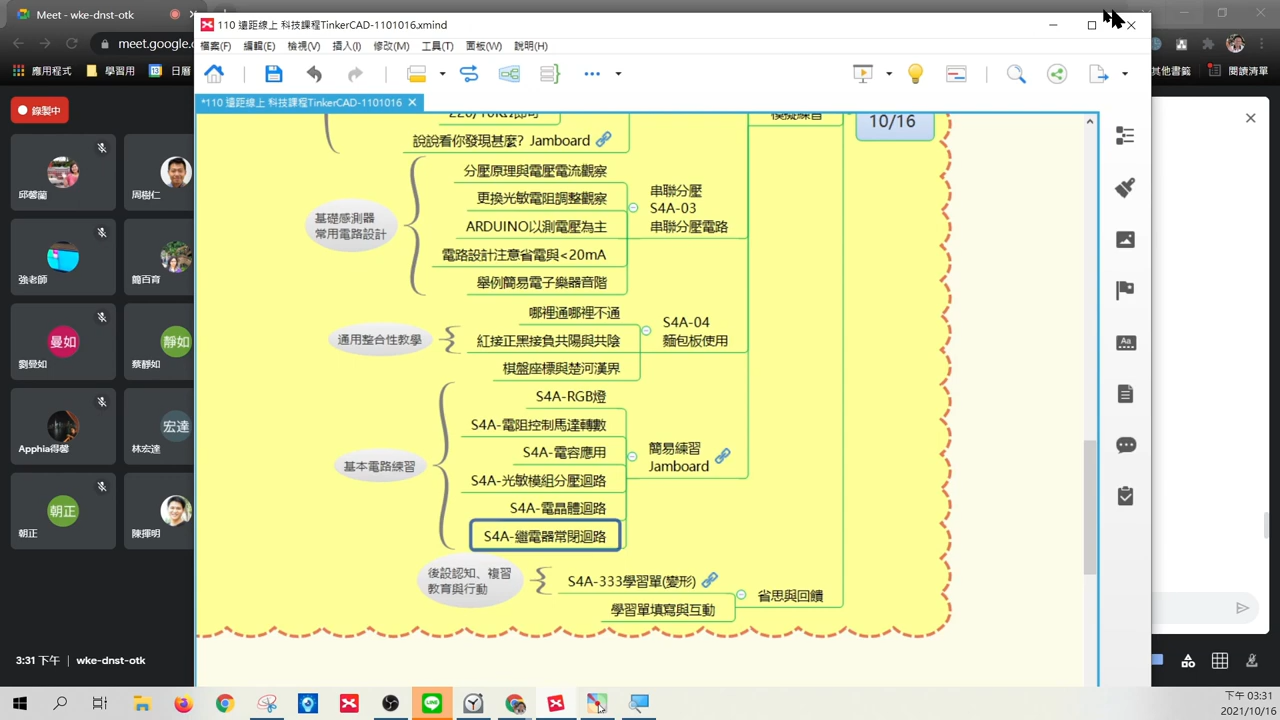 Meet - wke-dnst-otk
110 遠距線上 科技課程TinkerCAD-1101016.xmind
meet.google.
檔案(F) 編輯(E) 檢視(V) 插入(I) 修改(M) 工具(T) 面板(W) 說明(H)
應用程式 學習用 日曆
其他書籤 閱讀清單
*110 遠距線上 科技課程TinkerCAD-1101016
錄製中
模擬練習
10/16
說說看你發現甚麼? Jamboard
分壓原理與電壓電流觀察
更換光敏電阻調整觀察
ARDUINO以測電壓為主
電路設計注意省電與<20mA
舉例簡易電子樂器音階
基礎感測器
常用電路設計
串聯分壓
S4A-03
串聯分壓電路
哪裡通哪裡不通
紅接正黑接負共陽與共陰
棋盤座標與楚河漢界
通用整合性教學
S4A-04
麵包板使用
S4A-RGB燈
S4A-電阻控制馬達轉數
S4A-電容應用
S4A-光敏模組分壓迴路
S4A-電晶體迴路
S4A-繼電器常閉迴路
基本電路練習
簡易練習
Jamboard
後設認知、複習
教育與行動
S4A-333學習單(變形)
學習單填寫與互動
省思與回饋
邱馨蘭 周樹仁
強老師 簡百育
曼如 靜如
劉曼如 蔡靜如
宏達
Apphia得馨 林宏達
朝正
朝正 陳擇明
3:31 下午 | wke-dnst-otk
下午 03:31
2021/10/16